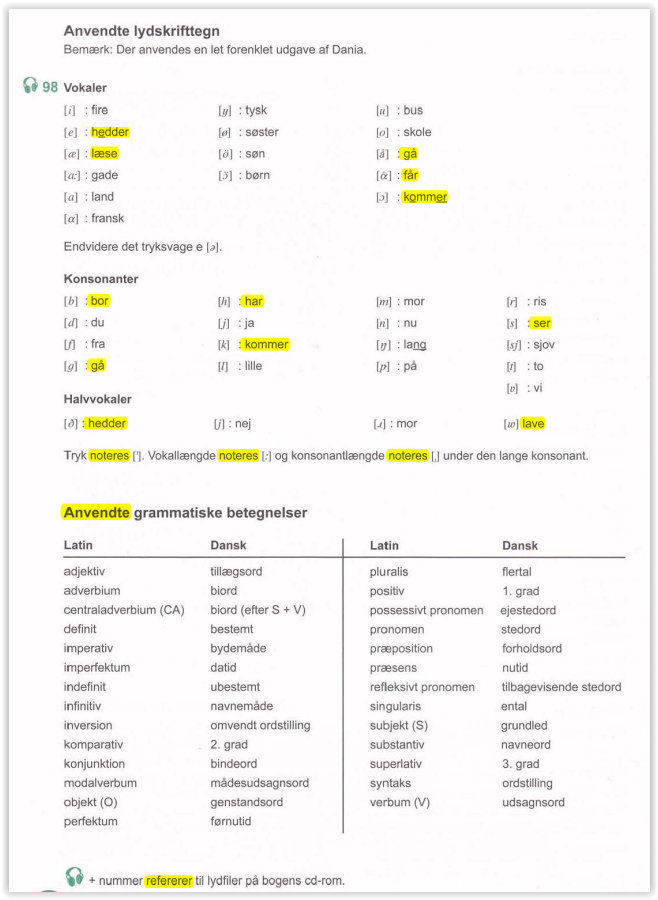 Anvendte lydskrifttegn
Bemærk: Der anvendes en let forenklet udgave af Dania.
98 Vokaler
[i] : fire [y] : tysk [u] : bus
[e] : hedder [ø] : søster [o] : skole
[æ] : læse [ö] : søn [å] : gå
[a:] : gade [ɔ̈] : børn [ɑ̊] : får
[a] : land [ɔ] : kommer
[ɑ] : fransk
Endvidere det tryksvage e [ə].
Konsonanter
[b] : bor [h] : har [m] : mor [r] : ris
[d] : du [j] : ja [n] : nu [s] : ser
[f] : fra [k] : kommer [ŋ] : lang [sj] : sjov
[g] : gå [l] : lille [p] : på [t] : to
[v] : vi
Halvvokaler
[ð] : hedder [j] : nej [ɹ] : mor [w] lave
Tryk noteres [']. Vokallængde noteres [:] og konsonantlængde noteres [ˌ] under den lange konsonant.
Anvendte grammatiske betegnelser
Latin Dansk Latin Dansk
adjektiv tillægsord pluralis flertal
adverbium biord positiv 1. grad
centraladverbium (CA) biord (efter S + V) possessivt pronomen ejestedord
definit bestemt pronomen stedord
imperativ bydemåde præposition forholdsord
imperfektum datid præsens nutid
indefinit ubestemt refleksivt pronomen tilbagevisende stedord
infinitiv navnemåde singularis ental
inversion omvendt ordstilling subjekt (S) grundled
komparativ 2. grad substantiv navneord
konjunktion bindeord superlativ 3. grad
modalverbum mådesudsagnsord syntaks ordstilling
objekt (O) genstandsord verbum (V) udsagnsord
perfektum førnutid
+ nummer refererer til lydfiler på bogens cd-rom.